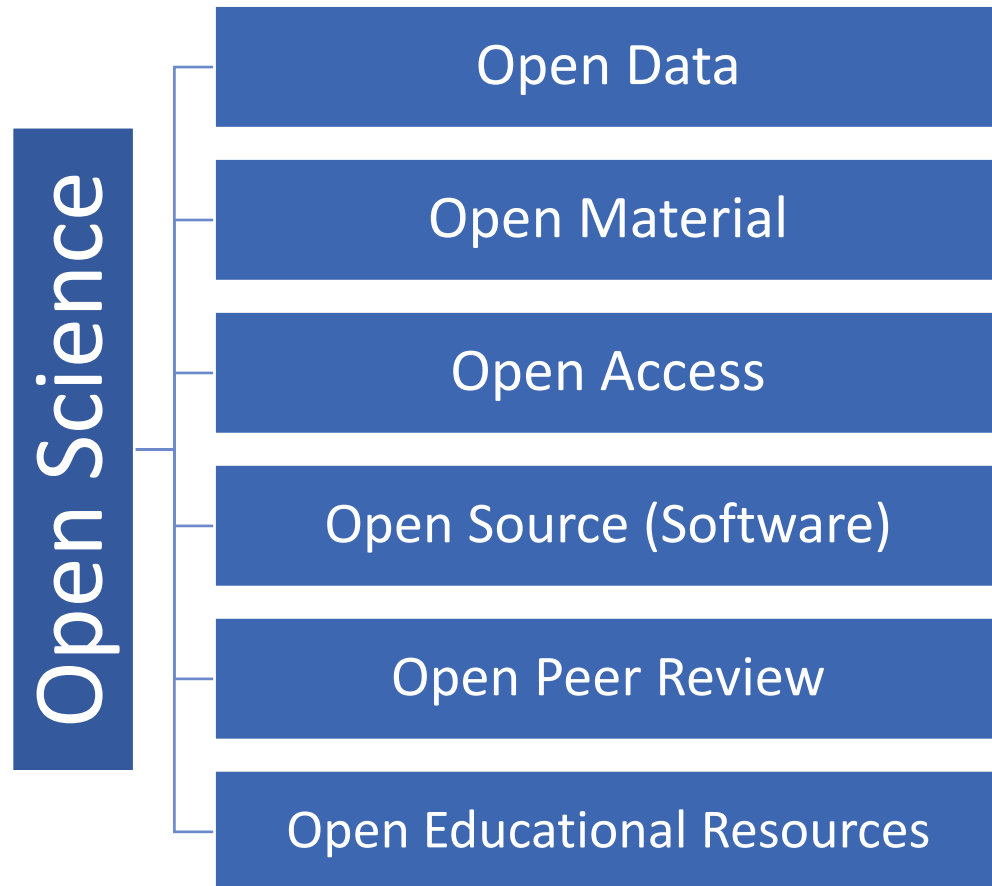 Open Science
Open Data
Open Material
Open Access
Open Source (Software)
Open Peer Review
Open Educational Resources